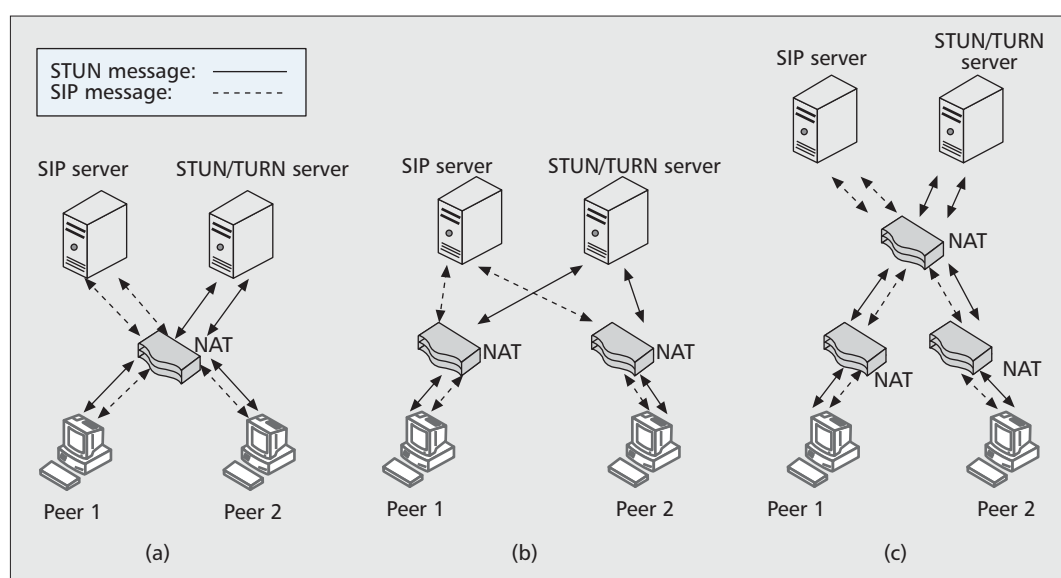 STUN message:
SIP message:
SIP server
STUN/TURN server
NAT
Peer 1
Peer 2
(a)
SIP server
STUN/TURN server
NAT
NAT
Peer 1
Peer 2
(b)
SIP server
STUN/TURN
server
NAT
NAT
NAT
Peer 1
Peer 2
(c)